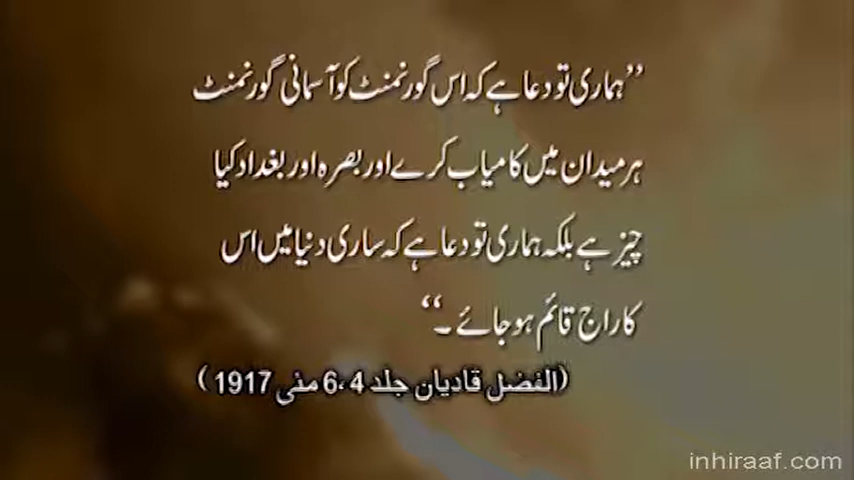 ”ہماری تو دعا ہے کہ اس گورنمنٹ کو آسمانی گورنمنٹ
ہر میدان میں کامیاب کرے اور بصرہ اور بغداد کیا
چیز ہے بلکہ ہماری تو دعا ہے کہ ساری دنیا میں اس
کا راج قائم ہو جائے۔“
(الفضل قادیان جلد 4، 6 مئی 1917)
inhiraaf.com